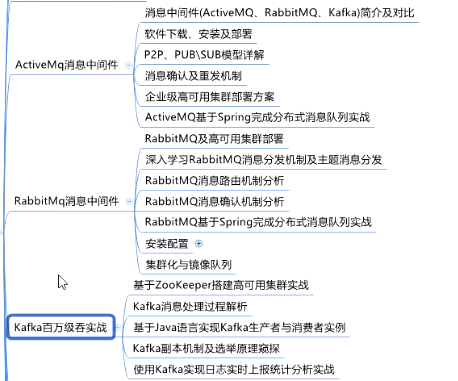 消息中间件(ActiveMQ、RabbitMQ、Kafka)简介及对比
软件下载、安装及部署
P2P、PUB\SUB模型详解
ActiveMq消息中间件
消息确认及重发机制
企业级高可用集群部署方案
ActiveMQ基于Spring完成分布式消息队列实战
RabbitMQ及高可用集群部署
深入学习RabbitMQ消息分发机制及主题消息分发
RabbitMQ消息路由机制分析
RabbitMq消息中间件
RabbitMQ消息确认机制分析
RabbitMQ基于Spring完成分布式消息队列实战
安装配置
集群化与镜像队列
基于ZooKeeper搭建高可用集群实战
Kafka消息处理过程解析
Kafka百万级吞实战
基于Java语言实现Kafka生产者与消费者实例
Kafka副本机制及选举原理窥探
使用Kafka实现日志实时上报统计分析实战